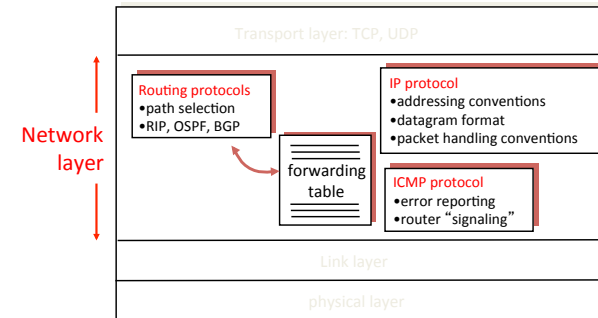 Transport layer: TCP, UDP
Network
layer
Routing protocols
•path selection
•RIP, OSPF, BGP
forwarding
table
IP protocol
•addressing conventions
•datagram format
•packet handling conventions
ICMP protocol
•error reporting
•router “signaling”
Link layer
physical layer